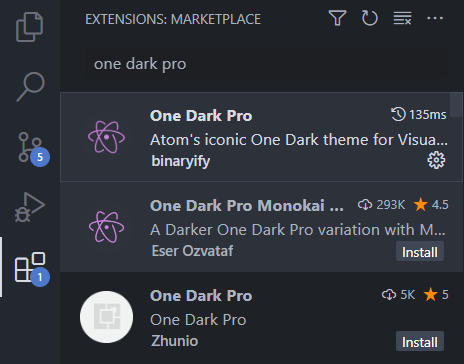 EXTENSIONS: MARKETPLACE
one dark pro
One Dark Pro 135ms
Atom's iconic One Dark theme for Visua...
binaryify
5
One Dark Pro Monokai ... 293K 4.5
A Darker One Dark Pro variation with M...
Eser Ozvataf Install
1
One Dark Pro 5K 5
One Dark Pro
Zhunio Install